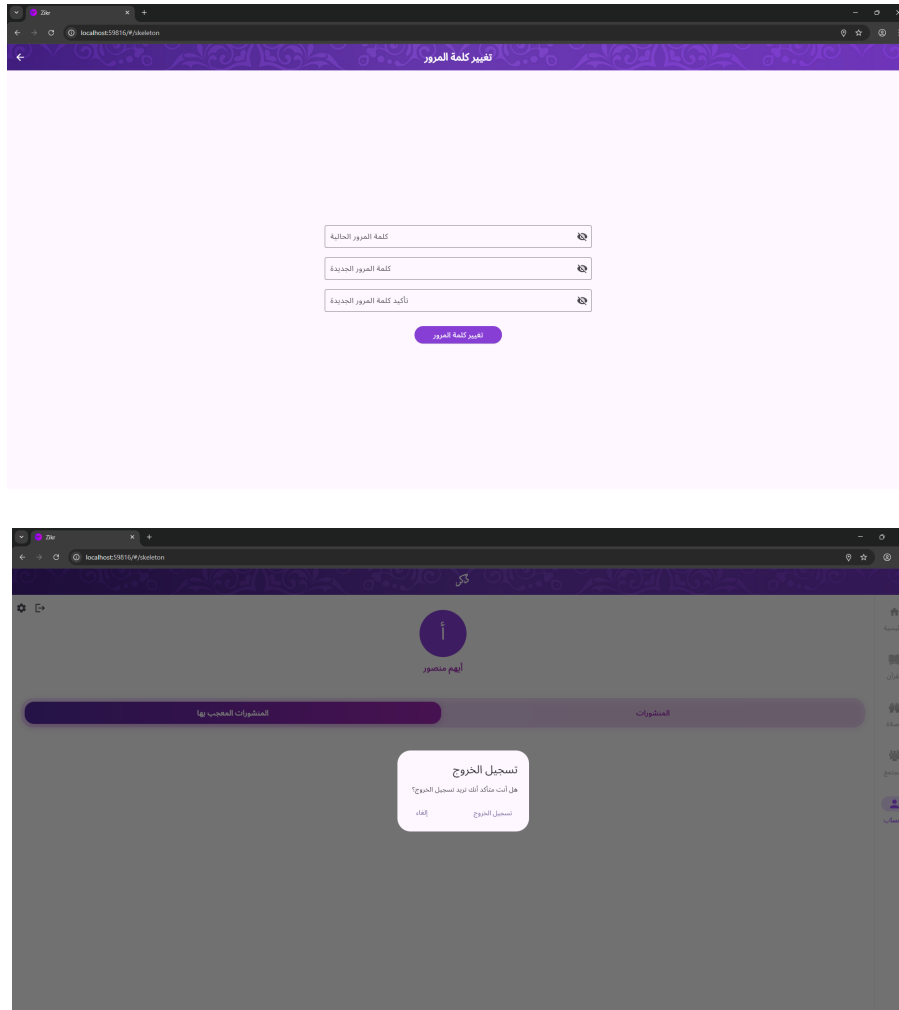 Zikr
localhost:59816/#/skeleton
تغيير كلمة المرور
كلمة المرور الحالية
كلمة المرور الجديدة
تأكيد كلمة المرور الجديدة
تغيير كلمة المرور
Zikr
localhost:59816/#/skeleton
ذكر
أ
أيهم منصور
المنشورات
المنشورات المعجب بها
تسجيل الخروج
هل أنت متأكد أنك تريد تسجيل الخروج؟
تسجيل الخروج
إلغاء